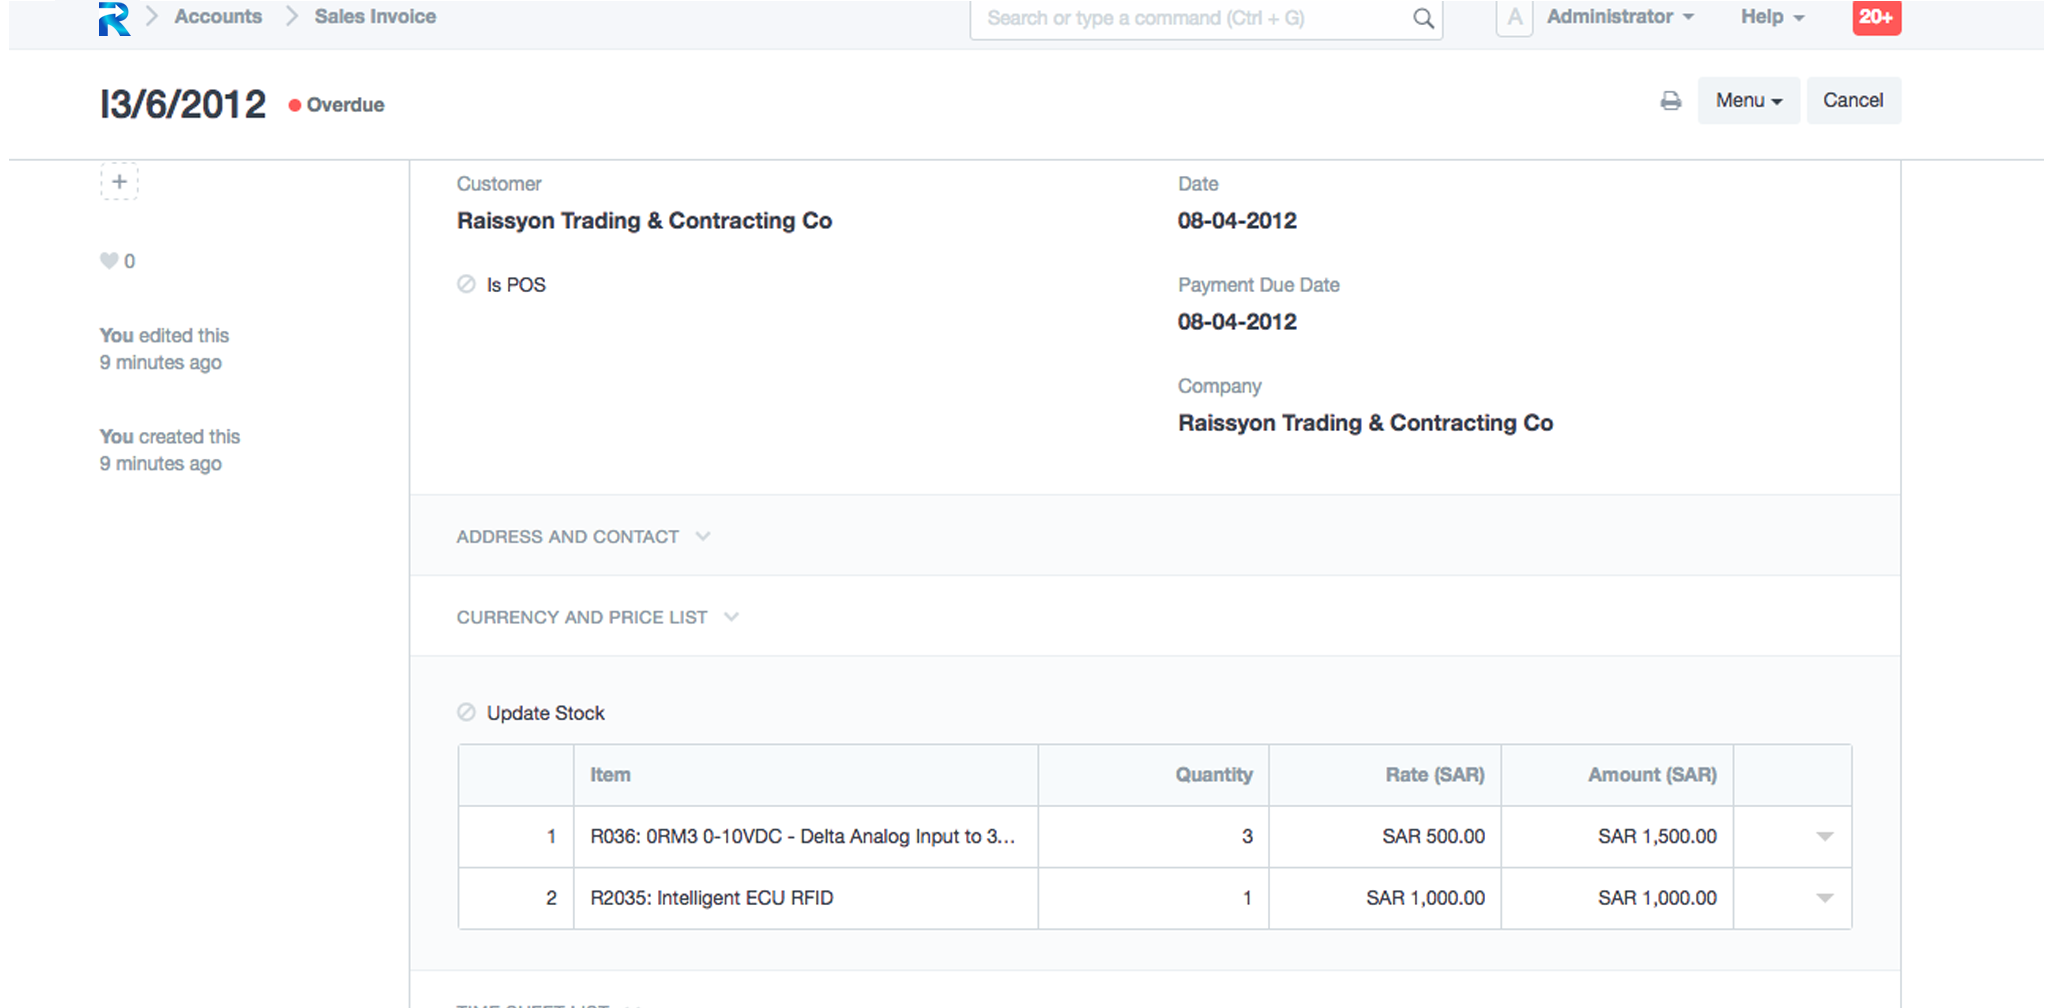 Accounts
Sales Invoice
Search or type a command (Ctrl + G)
A
Administrator
Help
20+
I3/6/2012
Overdue
Menu
Cancel
+
Customer
Date
Raissyon Trading & Contracting Co
08-04-2012
0
Is POS
Payment Due Date
08-04-2012
You edited this
9 minutes ago
Company
Raissyon Trading & Contracting Co
You created this
9 minutes ago
ADDRESS AND CONTACT
CURRENCY AND PRICE LIST
Update Stock
Item Quantity Rate (SAR) Amount (SAR)
1 R036: 0RM3 0-10VDC - Delta Analog Input to 3... 3 SAR 500.00 SAR 1,500.00
2 R2035: Intelligent ECU RFID 1 SAR 1,000.00 SAR 1,000.00
TIME SHEET LIST